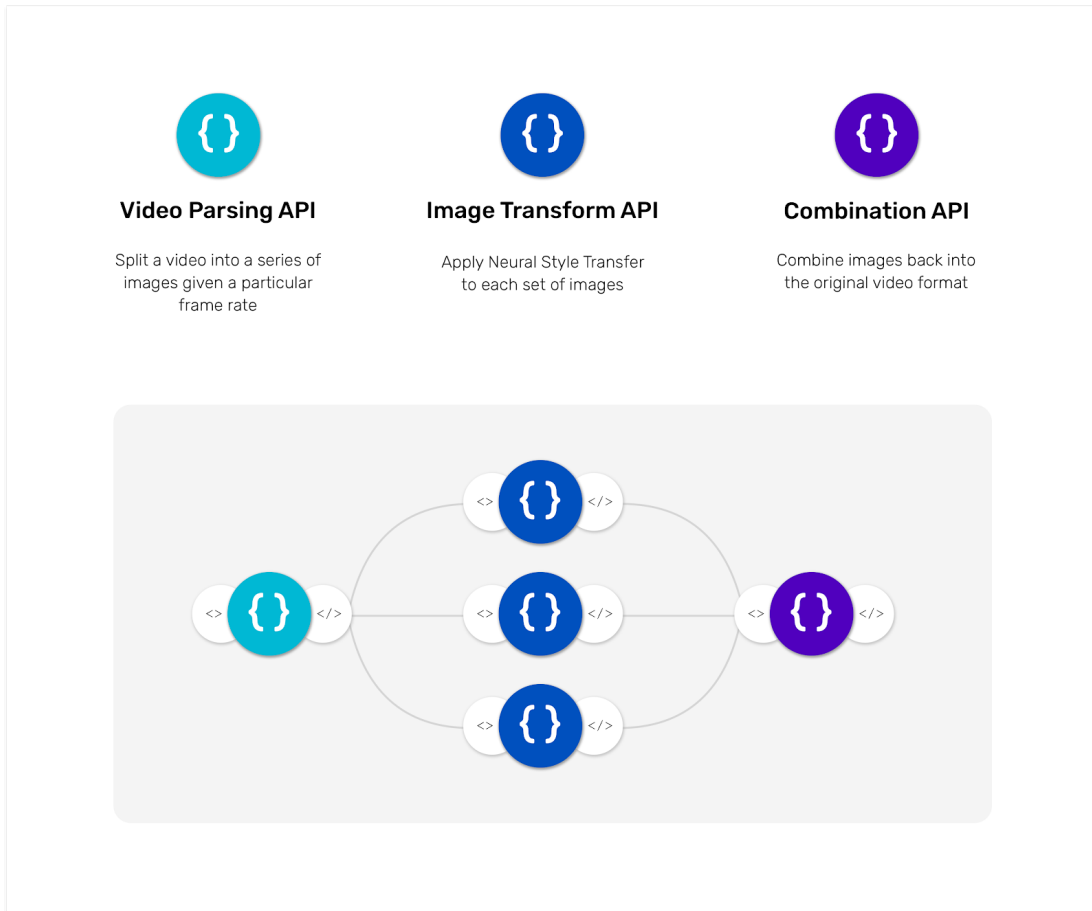 {}
{}
{}
Video Parsing API
Image Transform API
Combination API
Split a video into a series of
images given a particular
frame rate
Apply Neural Style Transfer
to each set of images
Combine images back into
the original video format
<> {} </>
<> {} </>
<> {} </>
<> {} </>
<> {} </>